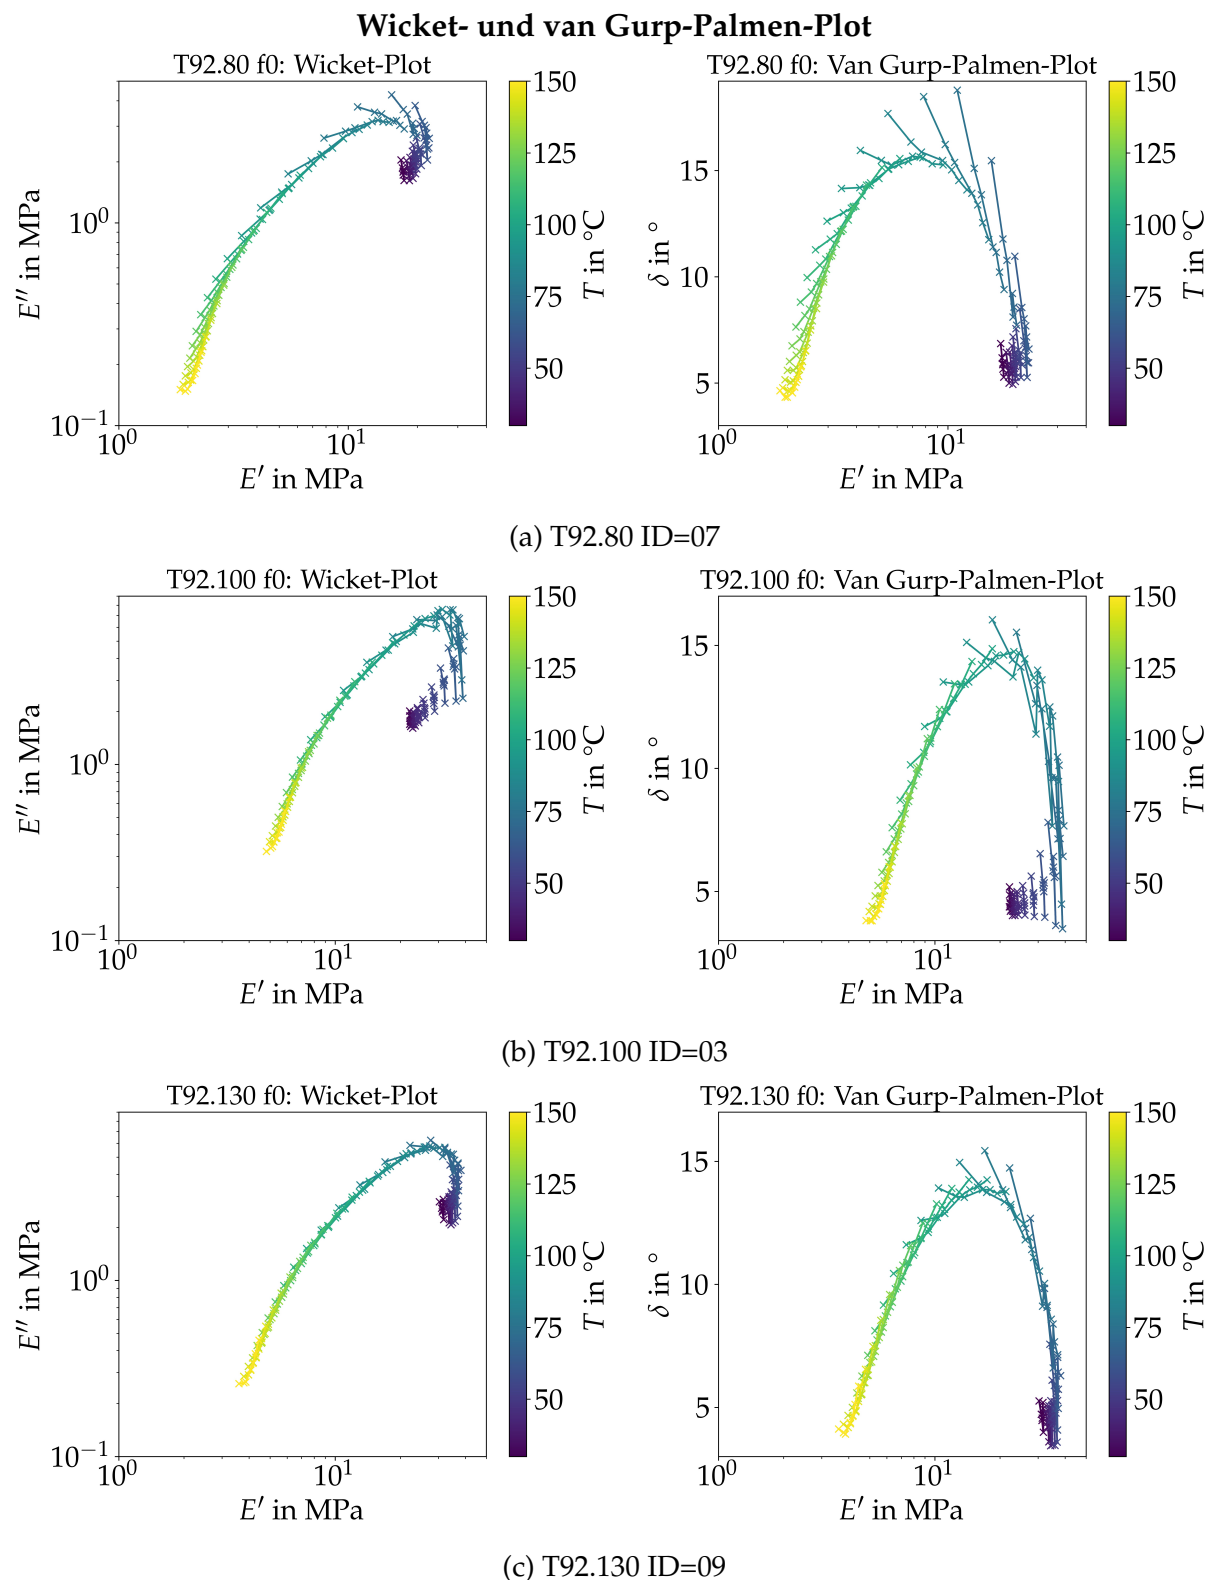 Wicket- und van Gurp-Palmen-Plot
T92.80 f0: Wicket-Plot
10⁰
10⁻¹
10⁰
10¹
E″ in MPa
E′ in MPa
150
125
100
75
50
T in °C
T92.80 f0: Van Gurp-Palmen-Plot
15
10
5
10⁰
10¹
δ in °
E′ in MPa
150
125
100
75
50
T in °C
(a) T92.80 ID=07
T92.100 f0: Wicket-Plot
10⁰
10⁻¹
10⁰
10¹
E″ in MPa
E′ in MPa
150
125
100
75
50
T in °C
T92.100 f0: Van Gurp-Palmen-Plot
15
10
5
10⁰
10¹
δ in °
E′ in MPa
150
125
100
75
50
T in °C
(b) T92.100 ID=03
T92.130 f0: Wicket-Plot
10⁰
10⁻¹
10⁰
10¹
E″ in MPa
E′ in MPa
150
125
100
75
50
T in °C
T92.130 f0: Van Gurp-Palmen-Plot
15
10
5
10⁰
10¹
δ in °
E′ in MPa
150
125
100
75
50
T in °C
(c) T92.130 ID=09